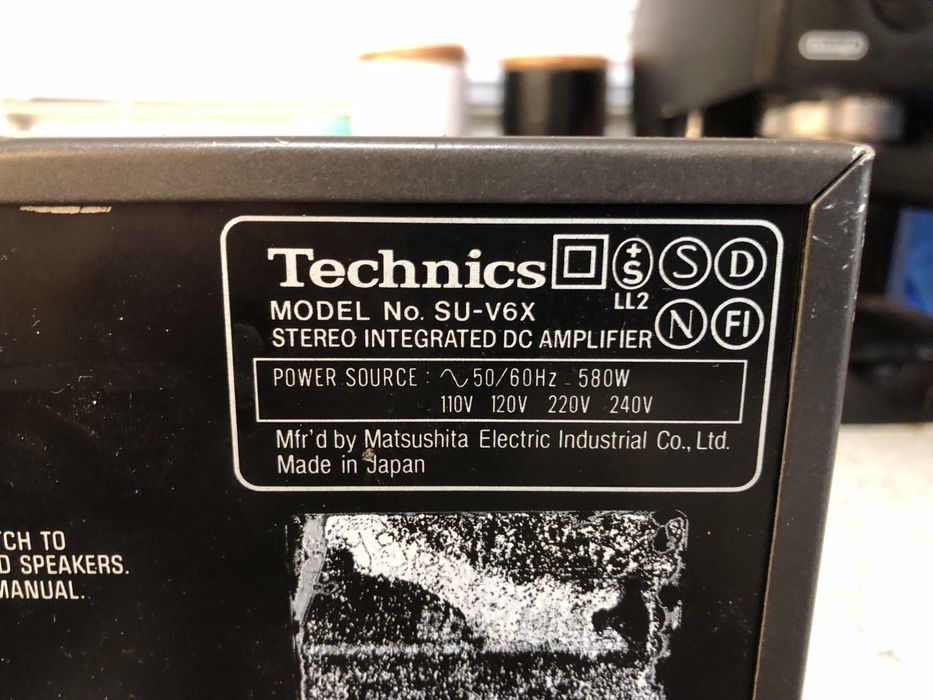 Technics
+
S
LL2
S
D
MODEL No. SU-V6X
N
FI
STEREO INTEGRATED DC AMPLIFIER
POWER SOURCE : ∿ 50/60Hz 580W
110V 120V 220V 240V
Mfr'd by Matsushita Electric Industrial Co., Ltd.
Made in Japan
TCH TO
D SPEAKERS.
MANUAL.